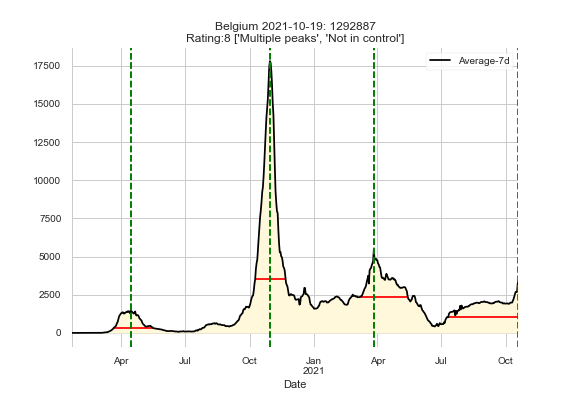 Belgium 2021-10-19: 1292887
Rating:8 ['Multiple peaks', 'Not in control']
Average-7d
17500
15000
12500
10000
7500
5000
2500
0
Apr
Jul
Oct
Jan
2021
Apr
Jul
Oct
Date